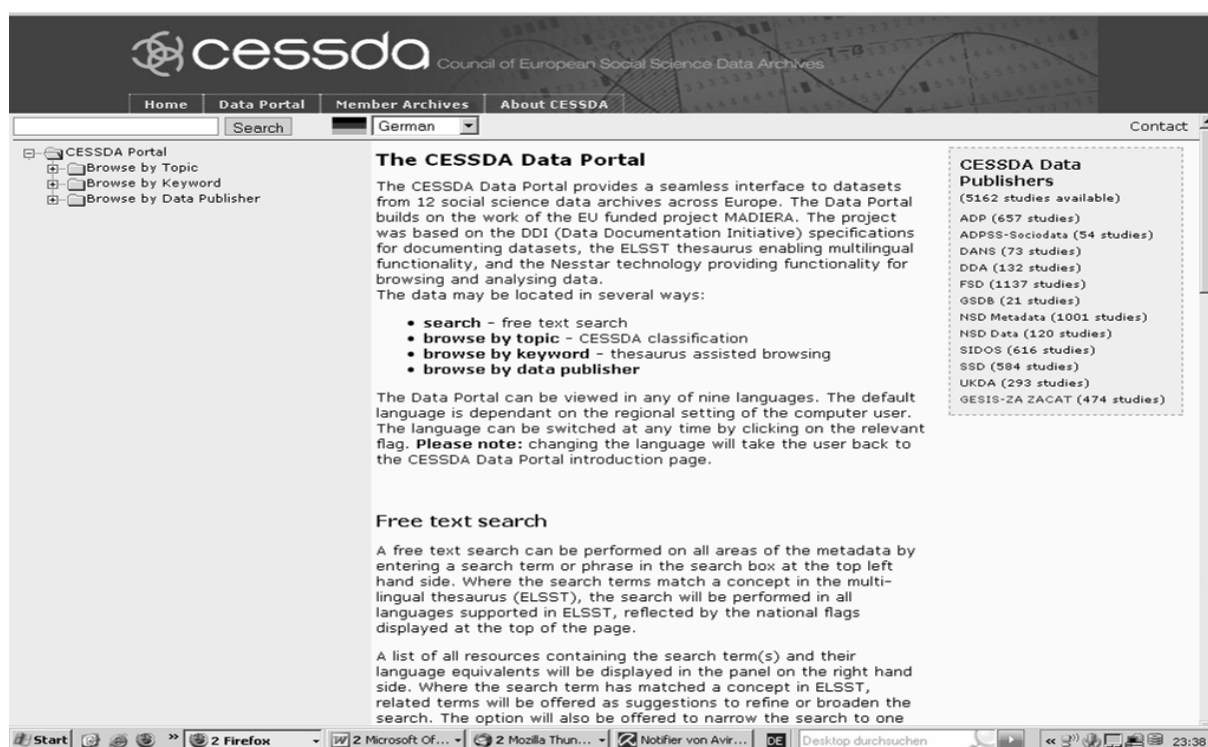 cessda Council of European Social Science Data Archives
Home Data Portal Member Archives About CESSDA
Search German Contact
CESSDA Portal
Browse by Topic
Browse by Keyword
Browse by Data Publisher
The CESSDA Data Portal
The CESSDA Data Portal provides a seamless interface to datasets
from 12 social science data archives across Europe. The Data Portal
builds on the work of the EU funded project MADIERA. The project
was based on the DDI (Data Documentation Initiative) specifications
for documenting datasets, the ELSST thesaurus enabling multilingual
functionality, and the Nesstar technology providing functionality for
browsing and analysing data.
The data may be located in several ways:
• search - free text search
• browse by topic - CESSDA classification
• browse by keyword - thesaurus assisted browsing
• browse by data publisher
The Data Portal can be viewed in any of nine languages. The default
language is dependant on the regional setting of the computer user.
The language can be switched at any time by clicking on the relevant
flag. Please note: changing the language will take the user back to
the CESSDA Data Portal introduction page.
Free text search
A free text search can be performed on all areas of the metadata by
entering a search term or phrase in the search box at the top left
hand side. Where the search terms match a concept in the multi-
lingual thesaurus (ELSST), the search will be performed in all
languages supported in ELSST, reflected by the national flags
displayed at the top of the page.
A list of all resources containing the search term(s) and their
language equivalents will be displayed in the panel on the right hand
side. Where the search term has matched a concept in ELSST,
related terms will be offered as suggestions to refine or broaden the
search. The option will also be offered to narrow the search to one
CESSDA Data
Publishers
(5162 studies available)
ADP (657 studies)
ADPSS-Sociodata (54 studies)
DANS (73 studies)
DDA (132 studies)
FSD (1137 studies)
GSDB (21 studies)
NSD Metadata (1001 studies)
NSD Data (120 studies)
SIDOS (616 studies)
SSD (584 studies)
UKDA (293 studies)
GESIS-ZA ZACAT (474 studies)
Start » 2 Firefox 2 Microsoft Of... 2 Mozilla Thun... Notifier von Avir... DE Desktop durchsuchen « 23:38